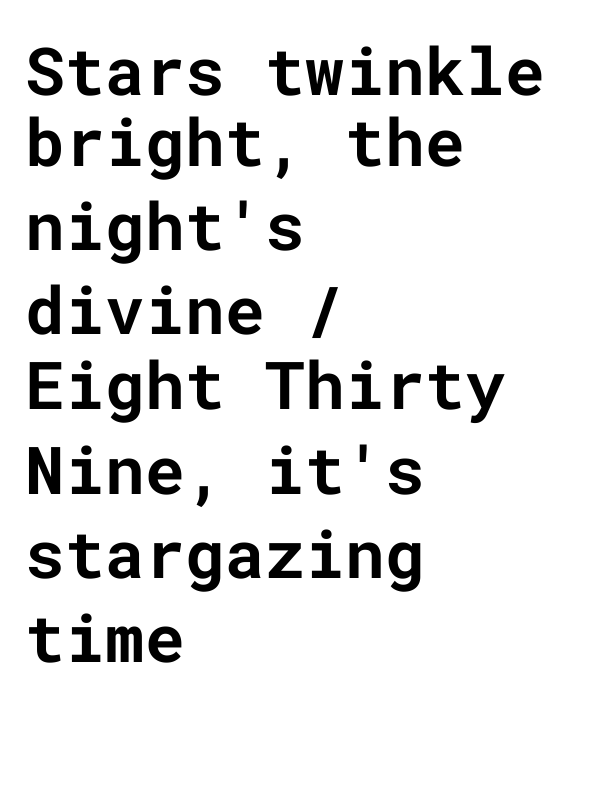 Stars twinkle
bright, the
night's
divine /
Eight Thirty
Nine, it's
stargazing
time